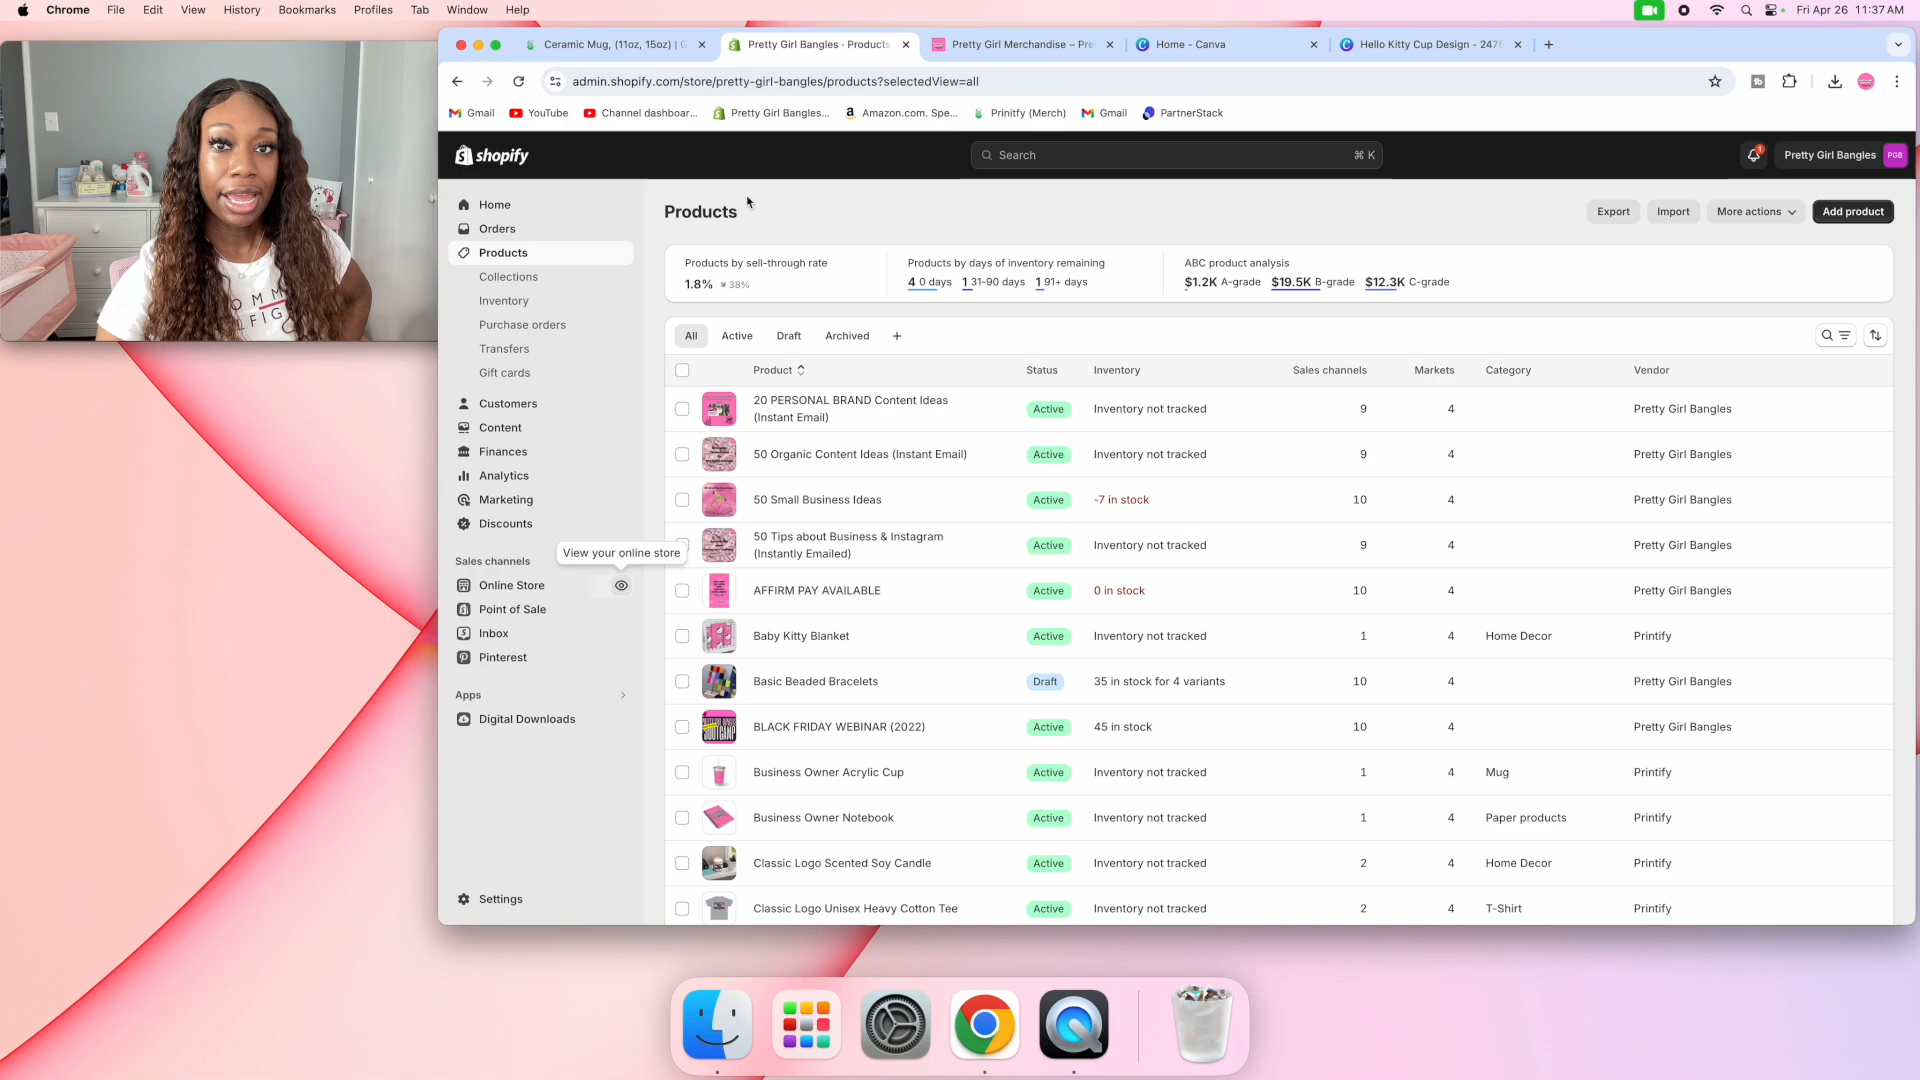 Chrome File Edit View History Bookmarks Profiles Tab Window Help Fri Apr 26 11:37 AM
Ceramic Mug, (11oz, 15oz) | G Pretty Girl Bangles · Products Pretty Girl Merchandise – Pre Home - Canva Hello Kitty Cup Design - 247
admin.shopify.com/store/pretty-girl-bangles/products?selectedView=all
Gmail YouTube Channel dashboar... Pretty Girl Bangles... Amazon.com. Spe... Prinitfy (Merch) Gmail PartnerStack
shopify Search ⌘ K 1 Pretty Girl Bangles PGB
Home
Orders
Products
Collections
Inventory
Purchase orders
Transfers
Gift cards
Customers
Content
Finances
Analytics
Marketing
Discounts
Sales channels
View your online store
Online Store
Point of Sale
Inbox
Pinterest
Apps
Digital Downloads
Settings
Products Export Import More actions Add product
Products by sell-through rate Products by days of inventory remaining ABC product analysis
1.8% 38% 4 0 days 1 31-90 days 1 91+ days $1.2K A-grade $19.5K B-grade $12.3K C-grade
All Active Draft Archived +
Product Status Inventory Sales channels Markets Category Vendor
20 PERSONAL BRAND Content Ideas
(Instant Email) Active Inventory not tracked 9 4 Pretty Girl Bangles
50 Organic Content Ideas (Instant Email) Active Inventory not tracked 9 4 Pretty Girl Bangles
50 Small Business Ideas Active -7 in stock 10 4 Pretty Girl Bangles
50 Tips about Business & Instagram
(Instantly Emailed) Active Inventory not tracked 9 4 Pretty Girl Bangles
AFFIRM PAY AVAILABLE Active 0 in stock 10 4 Pretty Girl Bangles
Baby Kitty Blanket Active Inventory not tracked 1 4 Home Decor Printify
Basic Beaded Bracelets Draft 35 in stock for 4 variants 10 4 Pretty Girl Bangles
BLACK FRIDAY WEBINAR (2022) Active 45 in stock 10 4 Pretty Girl Bangles
Business Owner Acrylic Cup Active Inventory not tracked 1 4 Mug Printify
Business Owner Notebook Active Inventory not tracked 1 4 Paper products Printify
Classic Logo Scented Soy Candle Active Inventory not tracked 2 4 Home Decor Printify
Classic Logo Unisex Heavy Cotton Tee Active Inventory not tracked 2 4 T-Shirt Printify